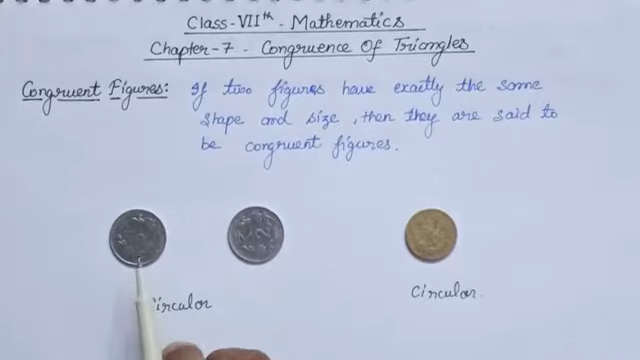 Class-VIIth - Mathematics
Chapter-7 - Congruence Of Triangles
Congruent Figures: If two figures have exactly the same
shape and size, then they are said to
be congruent figures.
Circular.